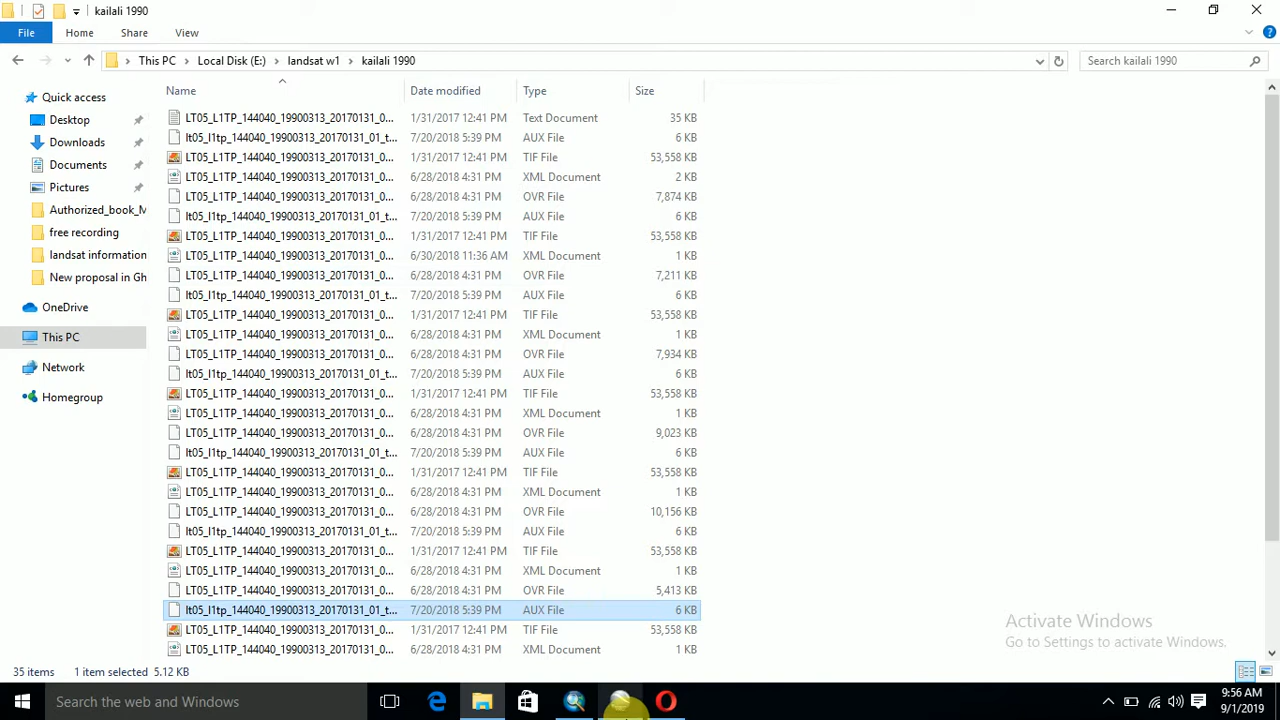 kailali 1990
File Home Share View
This PC Local Disk (E:) landsat w1 kailali 1990 Search kailali 1990
Quick access
Desktop
Downloads
Documents
Pictures
Authorized_book_M
free recording
landsat information
New proposal in Gh
OneDrive
This PC
Network
Homegroup
Name Date modified Type Size
LT05_L1TP_144040_19900313_20170131_0... 1/31/2017 12:41 PM Text Document 35 KB
lt05_l1tp_144040_19900313_20170131_01_t... 7/20/2018 5:39 PM AUX File 6 KB
LT05_L1TP_144040_19900313_20170131_0... 1/31/2017 12:41 PM TIF File 53,558 KB
LT05_L1TP_144040_19900313_20170131_0... 6/28/2018 4:31 PM XML Document 2 KB
LT05_L1TP_144040_19900313_20170131_0... 6/28/2018 4:31 PM OVR File 7,874 KB
lt05_l1tp_144040_19900313_20170131_01_t... 7/20/2018 5:39 PM AUX File 6 KB
LT05_L1TP_144040_19900313_20170131_0... 1/31/2017 12:41 PM TIF File 53,558 KB
LT05_L1TP_144040_19900313_20170131_0... 6/30/2018 11:36 AM XML Document 1 KB
LT05_L1TP_144040_19900313_20170131_0... 6/28/2018 4:31 PM OVR File 7,211 KB
lt05_l1tp_144040_19900313_20170131_01_t... 7/20/2018 5:39 PM AUX File 6 KB
LT05_L1TP_144040_19900313_20170131_0... 1/31/2017 12:41 PM TIF File 53,558 KB
LT05_L1TP_144040_19900313_20170131_0... 6/28/2018 4:31 PM XML Document 1 KB
LT05_L1TP_144040_19900313_20170131_0... 6/28/2018 4:31 PM OVR File 7,934 KB
lt05_l1tp_144040_19900313_20170131_01_t... 7/20/2018 5:39 PM AUX File 6 KB
LT05_L1TP_144040_19900313_20170131_0... 1/31/2017 12:41 PM TIF File 53,558 KB
LT05_L1TP_144040_19900313_20170131_0... 6/28/2018 4:31 PM XML Document 1 KB
LT05_L1TP_144040_19900313_20170131_0... 6/28/2018 4:31 PM OVR File 9,023 KB
lt05_l1tp_144040_19900313_20170131_01_t... 7/20/2018 5:39 PM AUX File 6 KB
LT05_L1TP_144040_19900313_20170131_0... 1/31/2017 12:41 PM TIF File 53,558 KB
LT05_L1TP_144040_19900313_20170131_0... 6/28/2018 4:31 PM XML Document 1 KB
LT05_L1TP_144040_19900313_20170131_0... 6/28/2018 4:31 PM OVR File 10,156 KB
lt05_l1tp_144040_19900313_20170131_01_t... 7/20/2018 5:39 PM AUX File 6 KB
LT05_L1TP_144040_19900313_20170131_0... 1/31/2017 12:41 PM TIF File 53,558 KB
LT05_L1TP_144040_19900313_20170131_0... 6/28/2018 4:31 PM XML Document 1 KB
LT05_L1TP_144040_19900313_20170131_0... 6/28/2018 4:31 PM OVR File 5,413 KB
lt05_l1tp_144040_19900313_20170131_01_t... 7/20/2018 5:39 PM AUX File 6 KB
LT05_L1TP_144040_19900313_20170131_0... 1/31/2017 12:41 PM TIF File 53,558 KB
LT05_L1TP_144040_19900313_20170131_0... 6/28/2018 4:31 PM XML Document 1 KB
Activate Windows
Go to Settings to activate Windows.
35 items 1 item selected 5.12 KB
Search the web and Windows
9:56 AM
9/1/2019